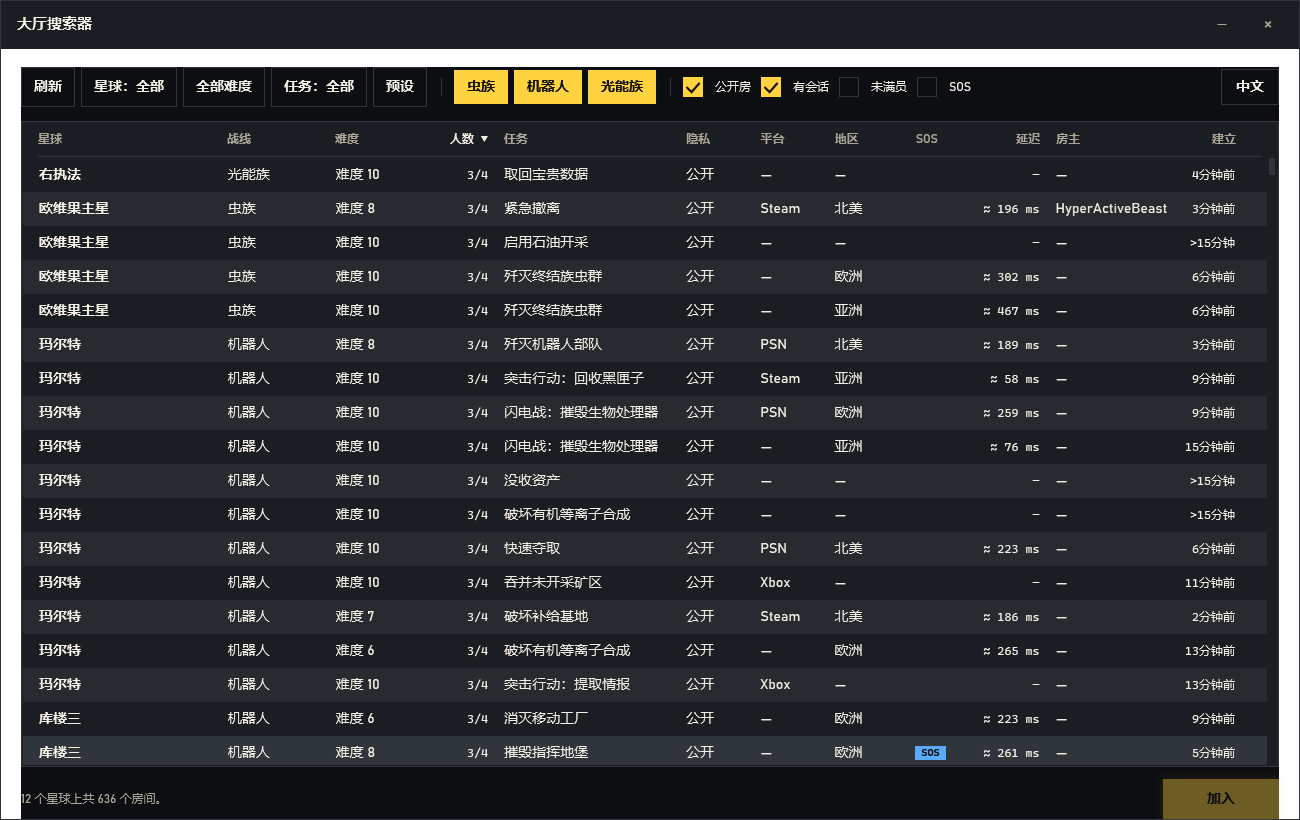 大厅搜索器
刷新 星球：全部 全部难度 任务：全部 预设 虫族 机器人 光能族 公开房 有会话 未满员 SOS 中文
星球 战线 难度 人数 ▼ 任务 隐私 平台 地区 SOS 延迟 房主 建立
右执法 光能族 难度 10 3/4 取回宝贵数据 公开 — — – — 4分钟前
欧维果主星 虫族 难度 8 3/4 紧急撤离 公开 Steam 北美 ≈ 196 ms HyperActiveBeast 3分钟前
欧维果主星 虫族 难度 10 3/4 启用石油开采 公开 — — – — >15分钟
欧维果主星 虫族 难度 10 3/4 歼灭终结族虫群 公开 — 欧洲 ≈ 302 ms — 6分钟前
欧维果主星 虫族 难度 10 3/4 歼灭终结族虫群 公开 — 亚洲 ≈ 467 ms — 6分钟前
玛尔特 机器人 难度 8 3/4 歼灭机器人部队 公开 PSN 北美 ≈ 189 ms — 3分钟前
玛尔特 机器人 难度 10 3/4 突击行动：回收黑匣子 公开 Steam 亚洲 ≈ 58 ms — 9分钟前
玛尔特 机器人 难度 10 3/4 闪电战：摧毁生物处理器 公开 PSN 欧洲 ≈ 259 ms — 9分钟前
玛尔特 机器人 难度 10 3/4 闪电战：摧毁生物处理器 公开 — 亚洲 ≈ 76 ms — 15分钟前
玛尔特 机器人 难度 10 3/4 没收资产 公开 — — – — >15分钟
玛尔特 机器人 难度 10 3/4 破坏有机等离子合成 公开 — — – — >15分钟
玛尔特 机器人 难度 10 3/4 快速夺取 公开 PSN 北美 ≈ 223 ms — 6分钟前
玛尔特 机器人 难度 10 3/4 吞并未开采矿区 公开 Xbox — – — 11分钟前
玛尔特 机器人 难度 7 3/4 破坏补给基地 公开 Steam 北美 ≈ 186 ms — 2分钟前
玛尔特 机器人 难度 6 3/4 破坏有机等离子合成 公开 — 欧洲 ≈ 265 ms — 13分钟前
玛尔特 机器人 难度 10 3/4 突击行动：提取情报 公开 Xbox — – — 13分钟前
库楼三 机器人 难度 6 3/4 消灭移动工厂 公开 — 欧洲 ≈ 223 ms — 9分钟前
库楼三 机器人 难度 8 3/4 摧毁指挥地堡 公开 — 欧洲 SOS ≈ 261 ms — 5分钟前
12 个星球上共 636 个房间。 加入